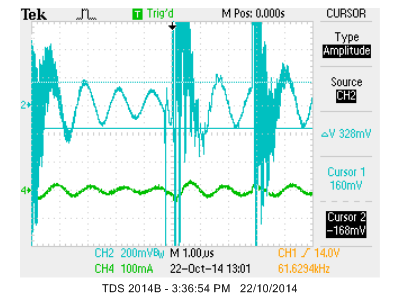 Tek T Trig'd M Pos: 0.000s CURSOR
Type
Amplitude
Source
CH2
2
△V 328mV
Cursor 1
160mV
4
Cursor 2
-168mV
CH2 200mVBW M 1.00µs CH1 / 14.0V
CH4 100mA 22-Oct-14 13:01 61.6294kHz
TDS 2014B - 3:36:54 PM 22/10/2014